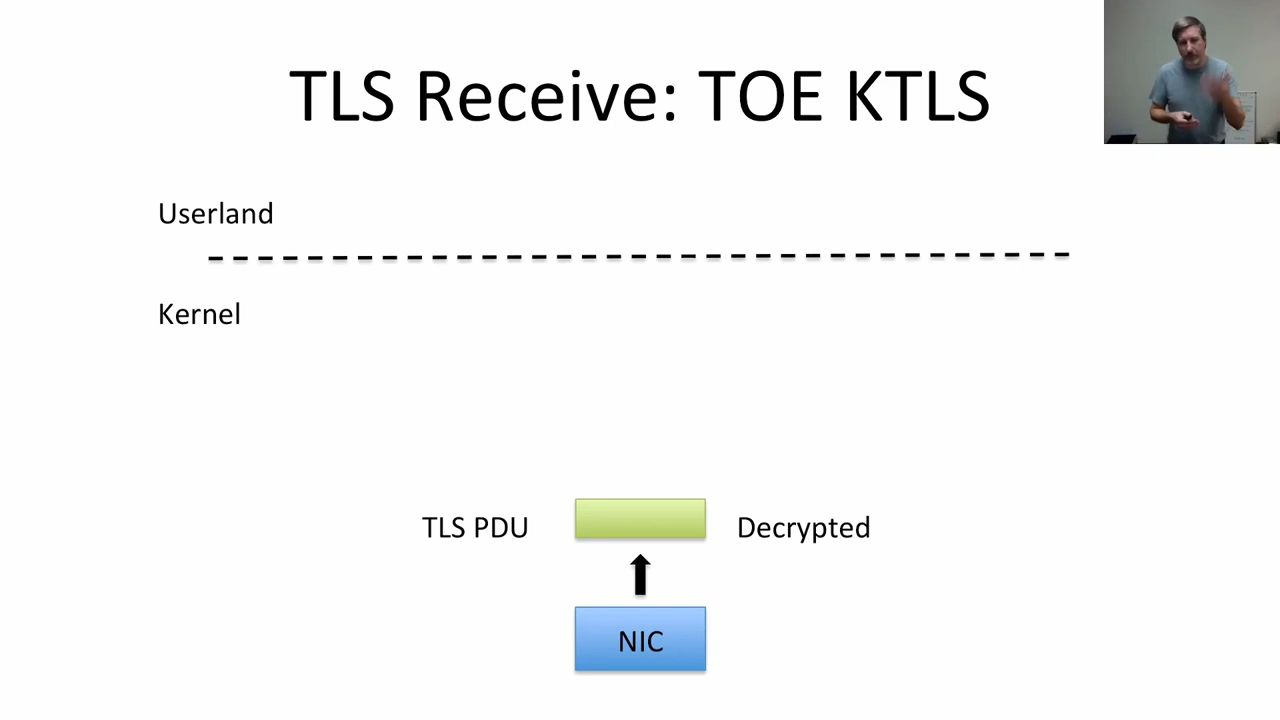 TLS Receive: TOE KTLS
Userland
Kernel
TLS PDU
Decrypted
NIC